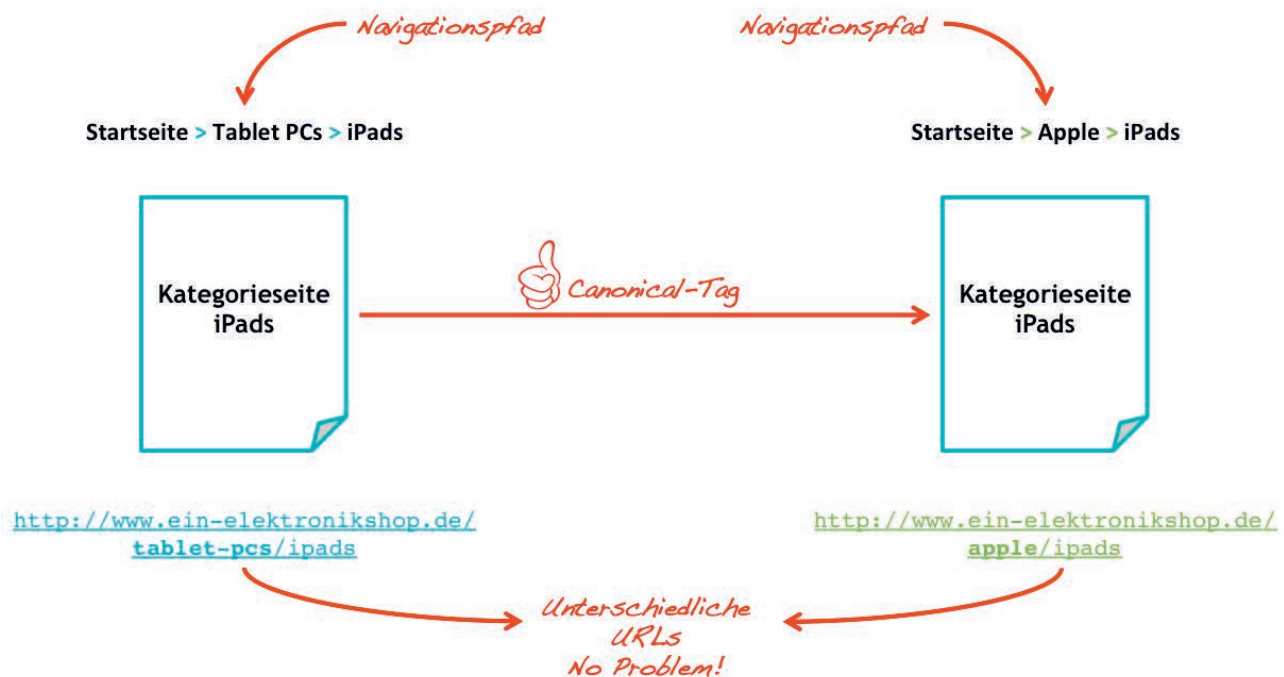 Navigationspfad
Navigationspfad
Startseite > Tablet PCs > iPads
Startseite > Apple > iPads
Kategorieseite
iPads
Canonical-Tag
Kategorieseite
iPads
http://www.ein-elektronikshop.de/
tablet-pcs/ipads
http://www.ein-elektronikshop.de/
apple/ipads
Unterschiedliche
URLs
No Problem!